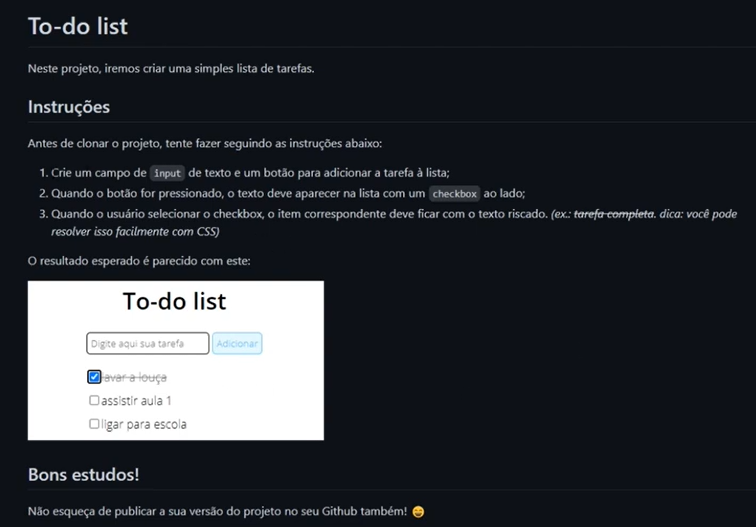 To-do list
Neste projeto, iremos criar uma simples lista de tarefas.
Instruções
Antes de clonar o projeto, tente fazer seguindo as instruções abaixo:
1. Crie um campo de input de texto e um botão para adicionar a tarefa à lista;
2. Quando o botão for pressionado, o texto deve aparecer na lista com um checkbox ao lado;
3. Quando o usuário selecionar o checkbox, o item correspondente deve ficar com o texto riscado. (ex.: tarefa completa. dica: você pode
resolver isso facilmente com CSS)
O resultado esperado é parecido com este:
To-do list
Digite aqui sua tarefa Adicionar
lavar a louça
assistir aula 1
ligar para escola
Bons estudos!
Não esqueça de publicar a sua versão do projeto no seu Github também! 😄